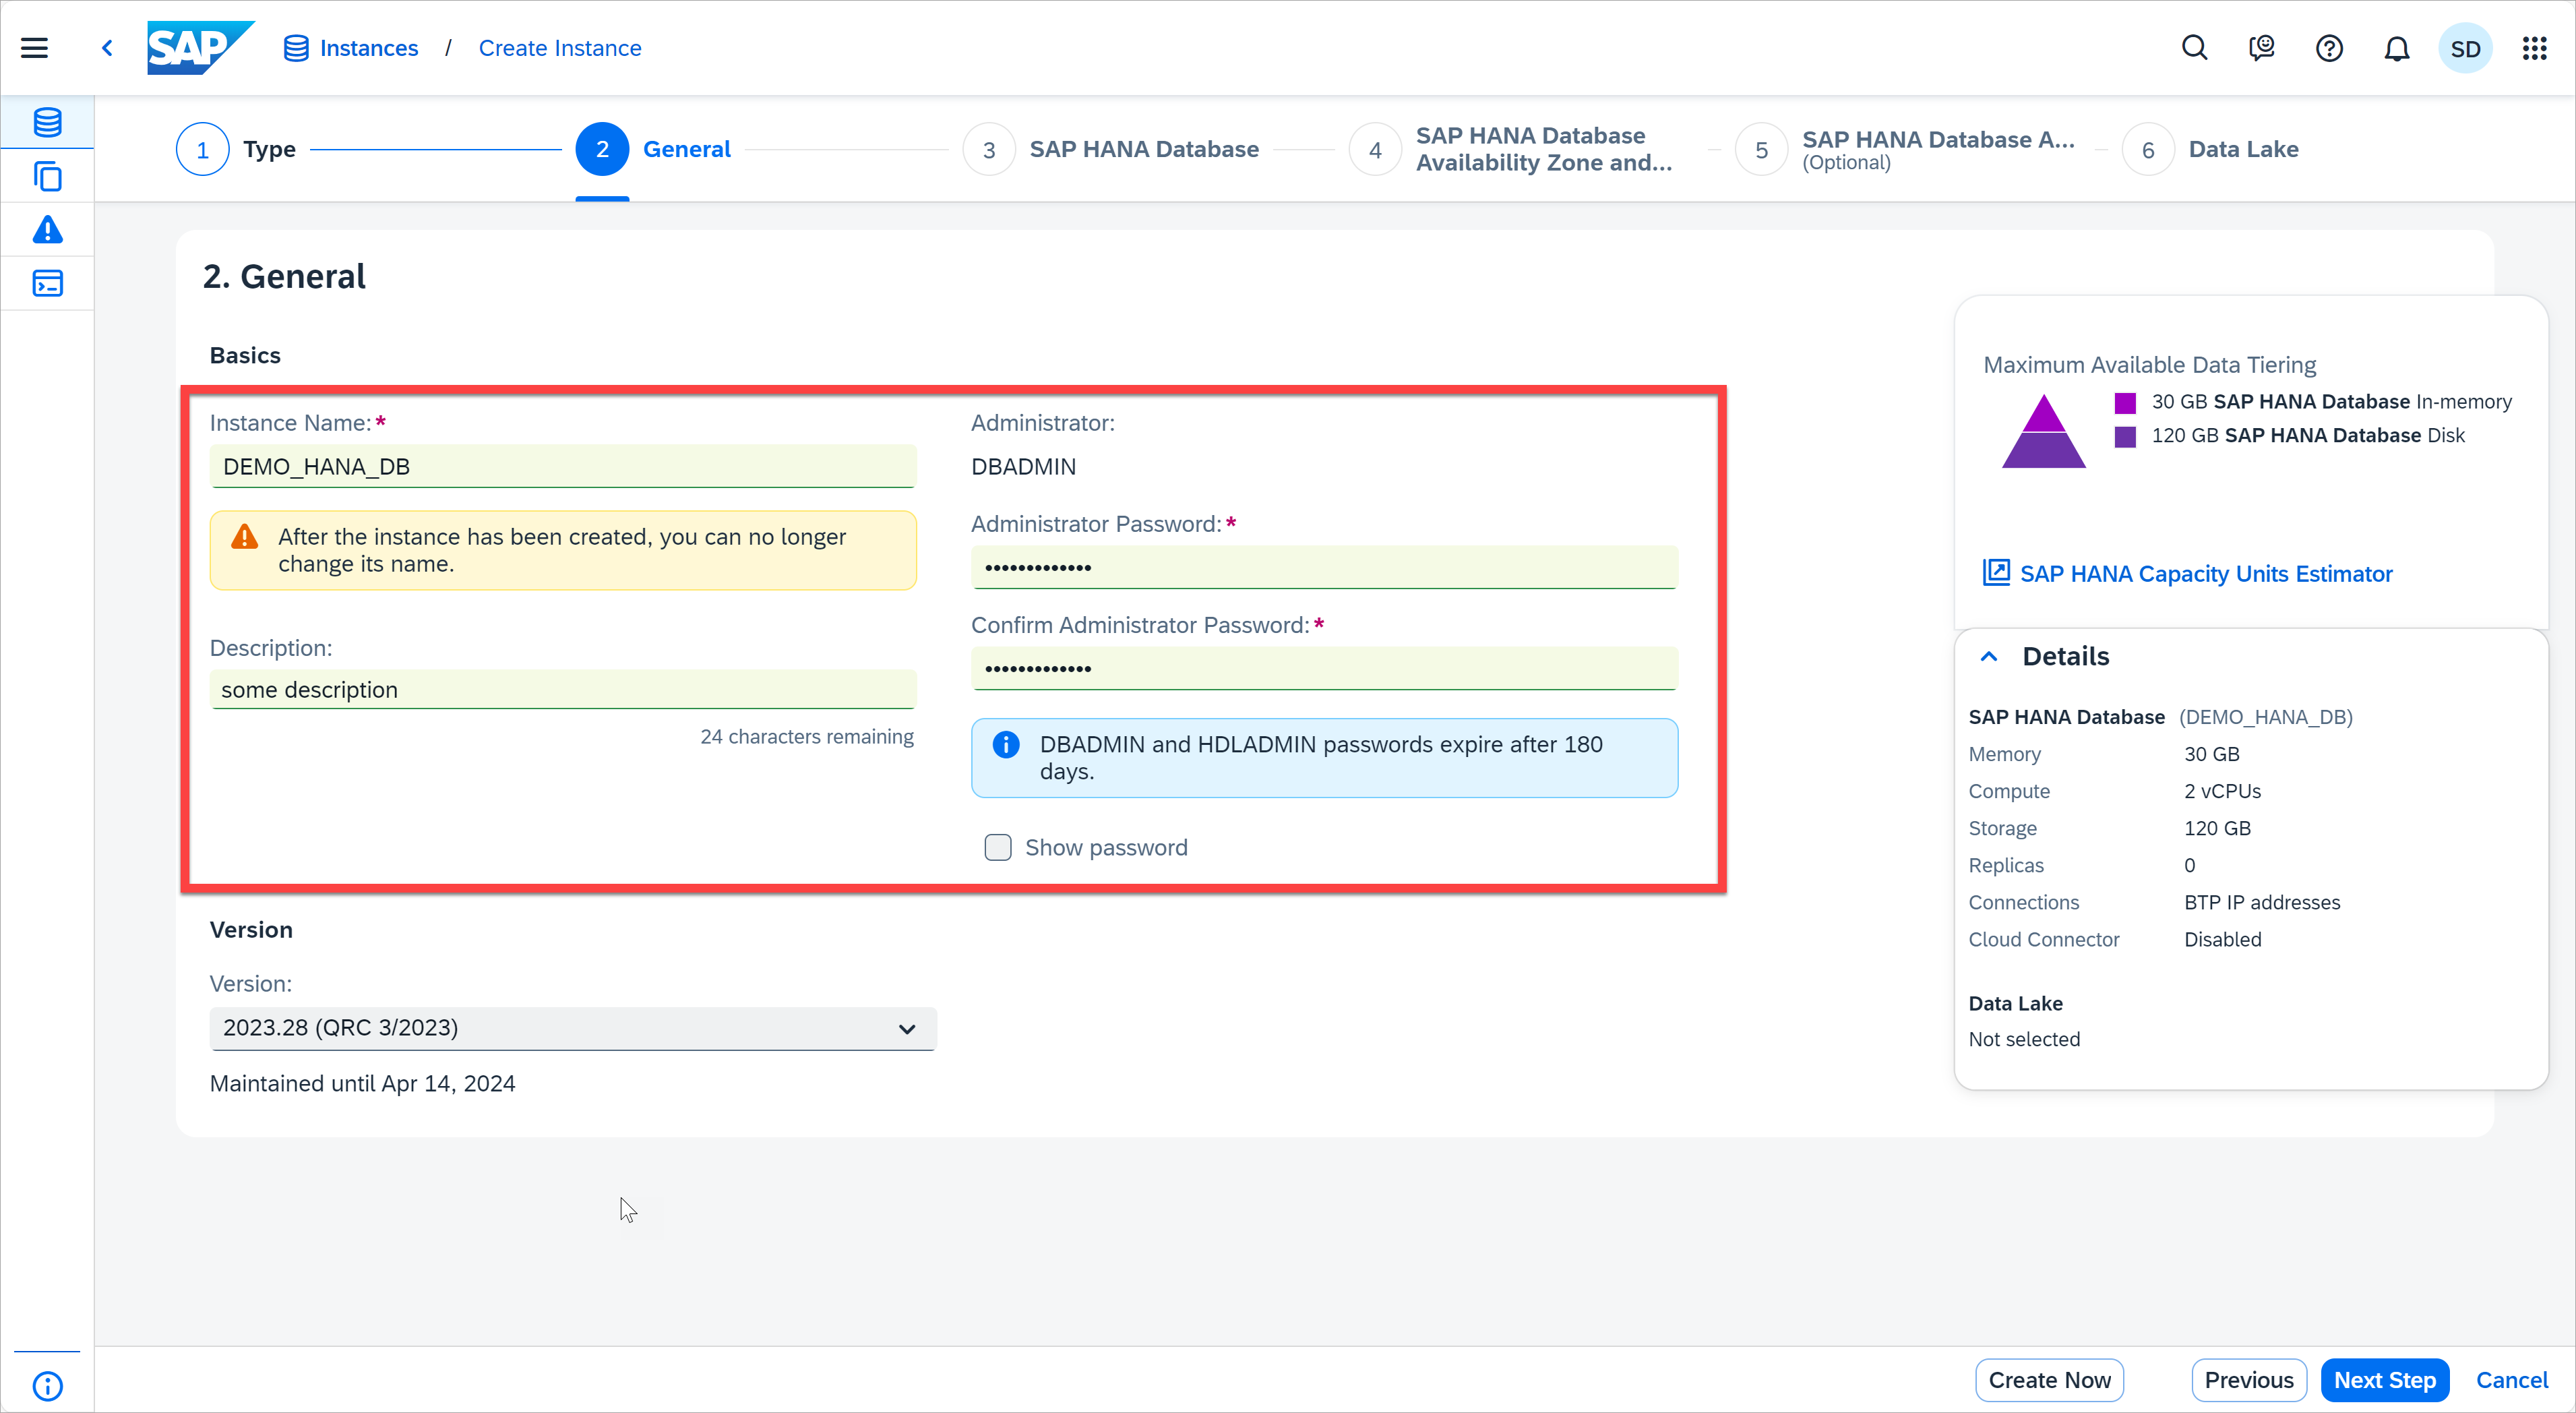 SAP
Instances / Create Instance
SD
1 Type
2 General
3 SAP HANA Database
4 SAP HANA Database
Availability Zone and...
5 SAP HANA Database A...
(Optional)
6 Data Lake
2. General
Basics
Instance Name:*
DEMO_HANA_DB
After the instance has been created, you can no longer
change its name.
Description:
some description
24 characters remaining
Administrator:
DBADMIN
Administrator Password:*
•••••••••••••
Confirm Administrator Password:*
•••••••••••••
DBADMIN and HDLADMIN passwords expire after 180
days.
Show password
Version
Version:
2023.28 (QRC 3/2023)
Maintained until Apr 14, 2024
Maximum Available Data Tiering
30 GB SAP HANA Database In-memory
120 GB SAP HANA Database Disk
SAP HANA Capacity Units Estimator
Details
SAP HANA Database (DEMO_HANA_DB)
Memory 30 GB
Compute 2 vCPUs
Storage 120 GB
Replicas 0
Connections BTP IP addresses
Cloud Connector Disabled
Data Lake
Not selected
Create Now Previous Next Step Cancel